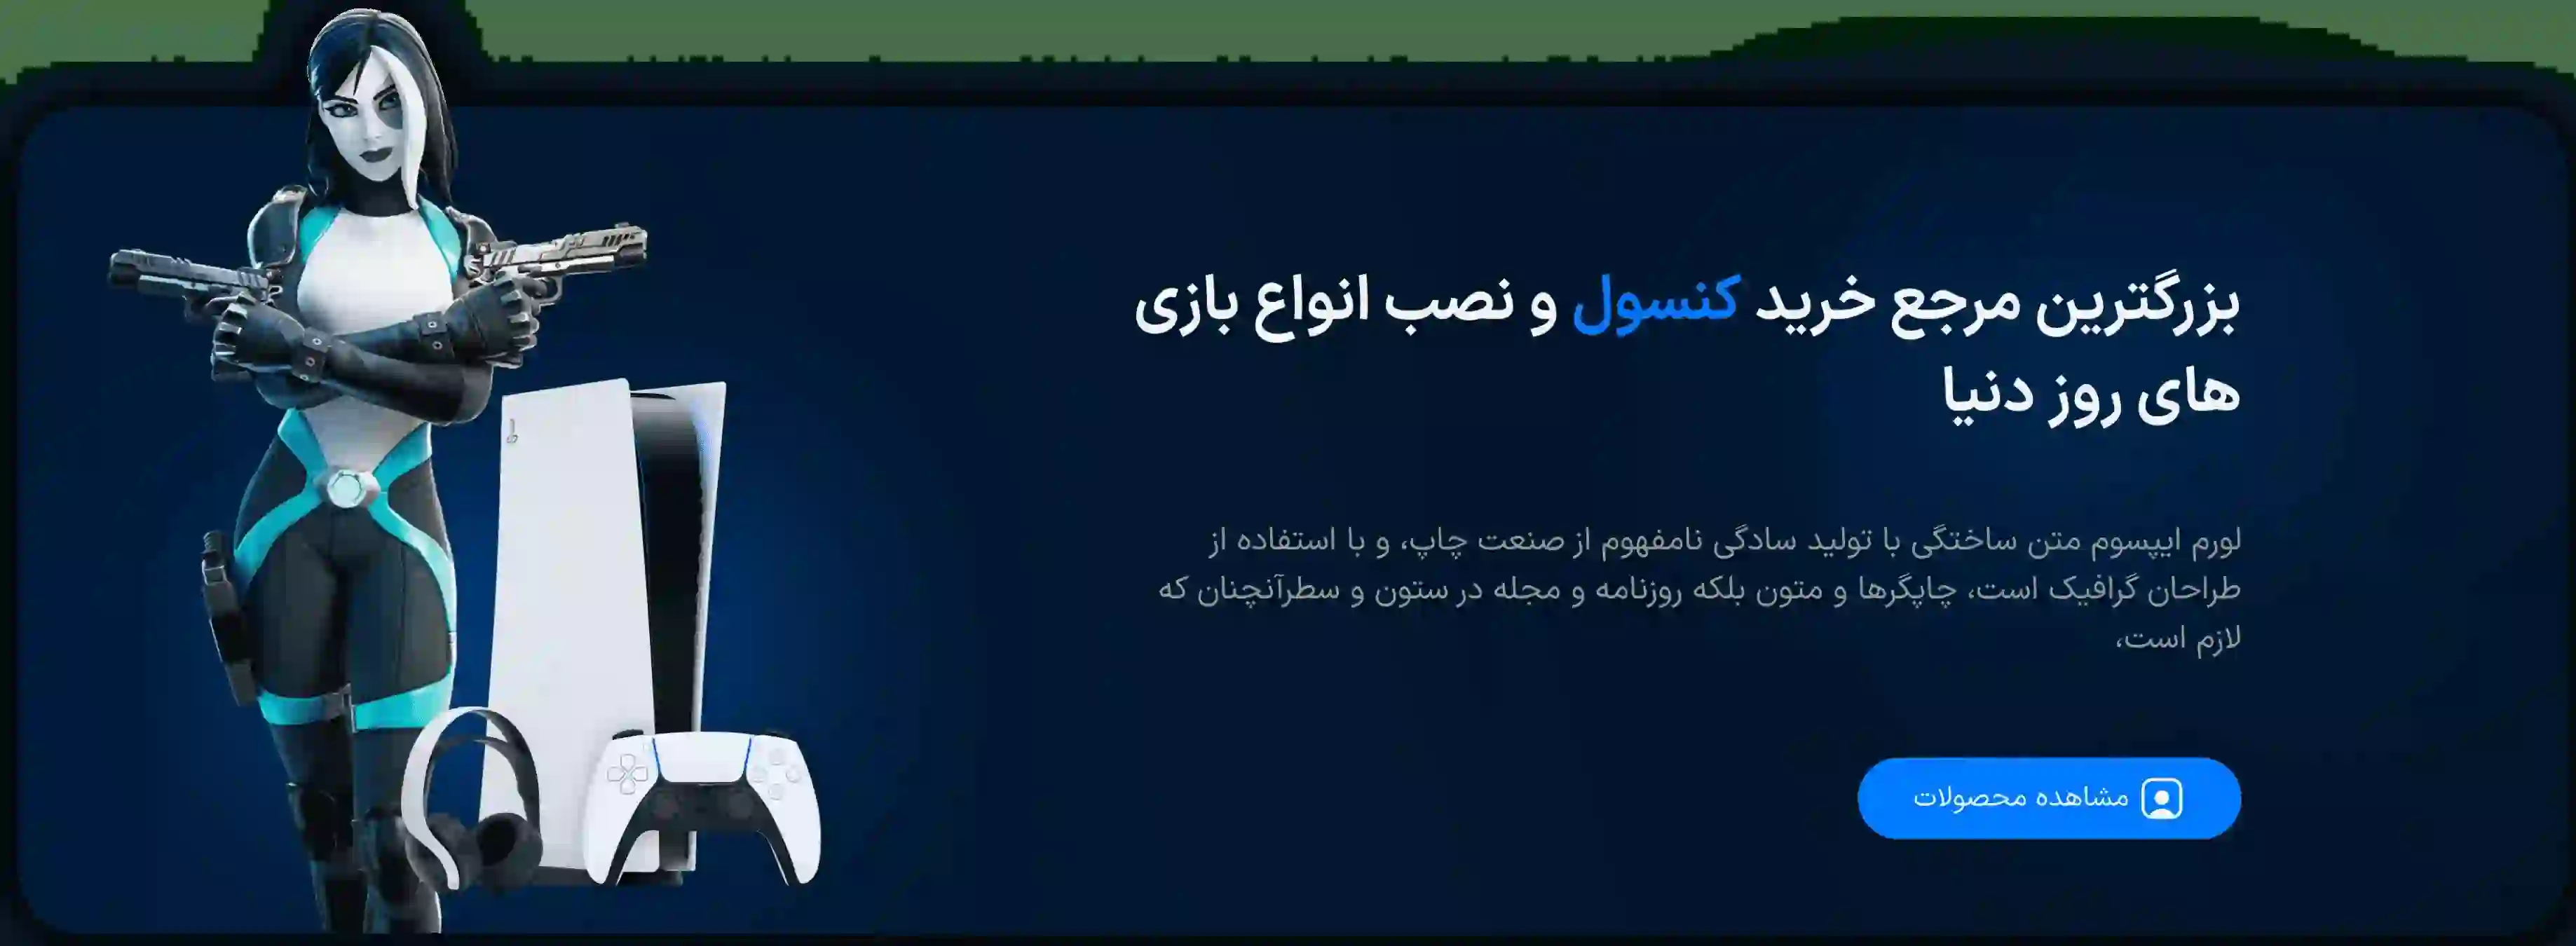 بزرگترین مرجع خرید کنسول و نصب انواع بازی
های روز دنیا
لورم ایپسوم متن ساختگی با تولید سادگی نامفهوم از صنعت چاپ، و با استفاده از
طراحان گرافیک است، چاپگرها و متون بلکه روزنامه و مجله در ستون و سطرآنچنان که
لازم است،
مشاهده محصولات